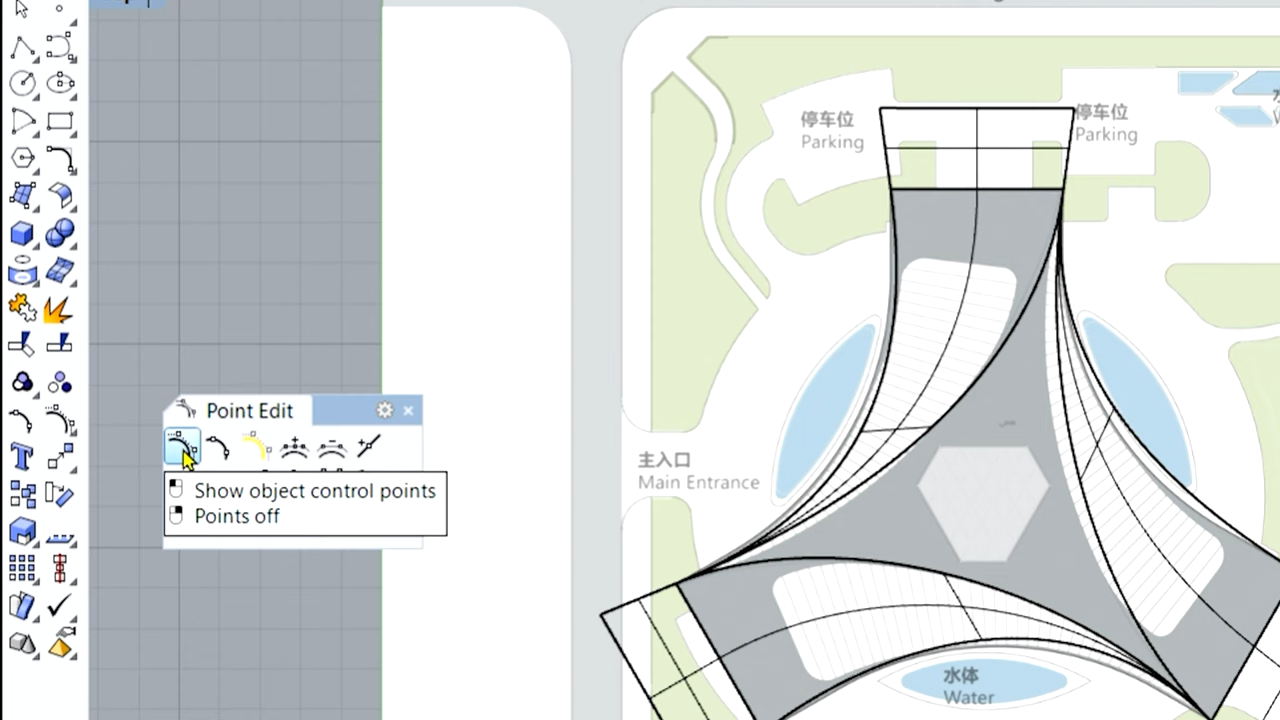 停车位
Parking
停车位
Parking
Point Edit
Show object control points
Points off
主入口
Main Entrance
水体
Water